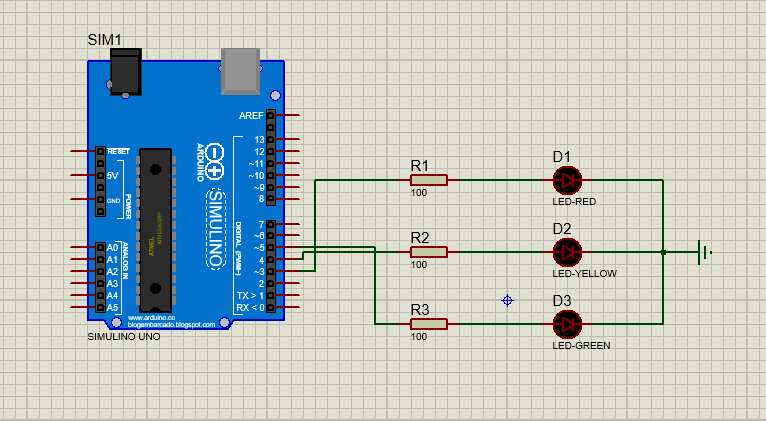 SIM1
AREF
13
12
~11
~10
~9
8
7
~6
~5
4
~3
2
TX > 1
RX < 0
RESET
5V
GND
POWER
A0
A1
A2
A3
A4
A5
ANALOG IN
ARDUINO
SIMULINO
DIGITAL (PWM~)
ATMEL
www.arduino.cc
blogembarcado.blogspot.com
SIMULINO UNO
R1
100
D1
LED-RED
R2
100
D2
LED-YELLOW
R3
100
D3
LED-GREEN